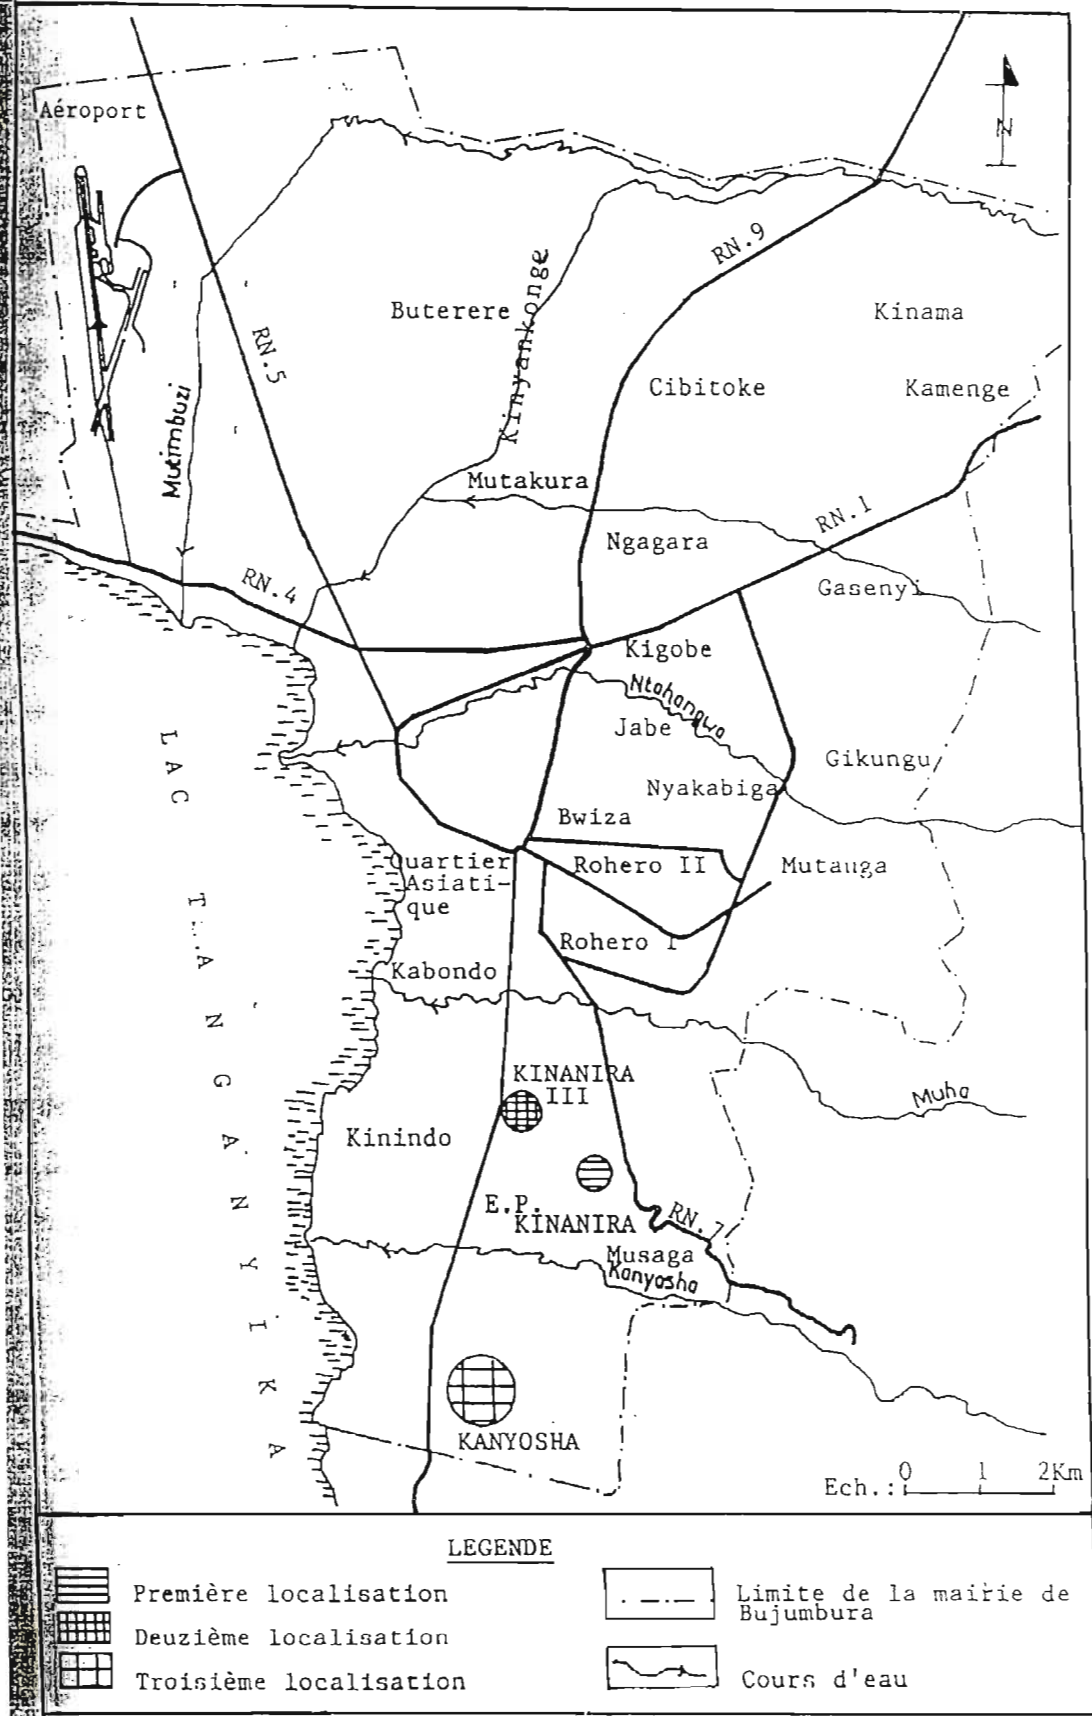 Aéroport
N
RN.9
Buterere
Kinyankonge
Kinama
RN.5
Cibitoke
Kamenge
Mutimbuzi
Mutakura
RN.1
Ngagara
RN.4
Gasenyi
Kigobe
Ntahangwa
Jabe
Gikungu
Nyakabiga
Bwiza
Quartier
Asiati-
que
Rohero II
Mutauga
Rohero I
Kabondo
LAC
TANGANYIKA
KINANIRA
III
Muha
Kinindo
E.P.
KINANIRA
RN.7
Musaga
Kanyosha
KANYOSHA
Ech.: 0 1 2Km
LEGENDE
Première localisation
Deuzième localisation
Troisième localisation
Limite de la mairie de
Bujumbura
Cours d'eau